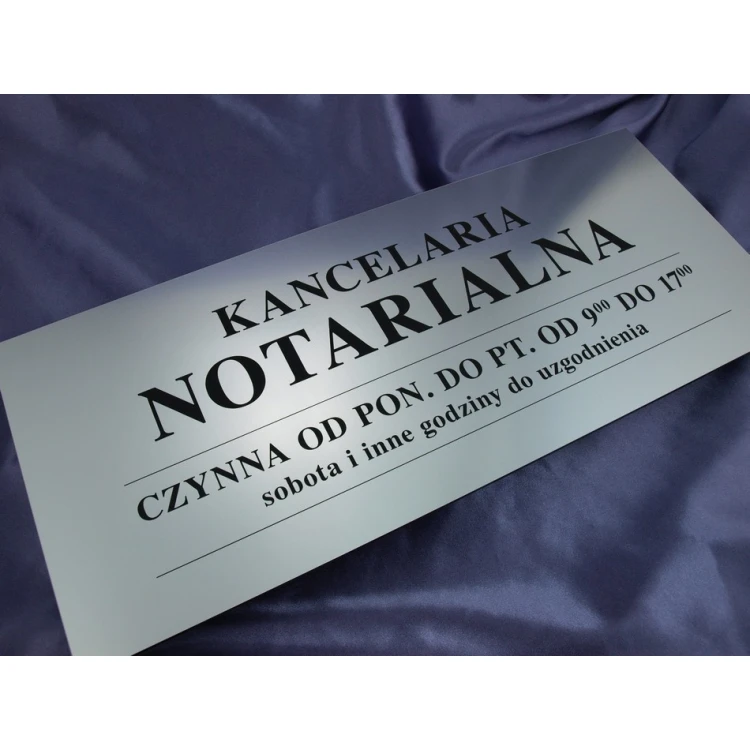 KANCELARIA
NOTARIALNA
CZYNNA OD PON. DO PT. OD 9⁰⁰ DO 17⁰⁰
sobota i inne godziny do uzgodnienia